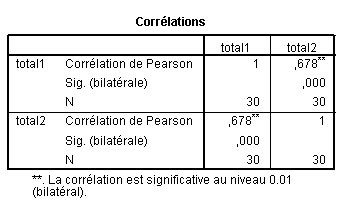 Corrélations
total1 total2
total1 Corrélation de Pearson 1 ,678**
Sig. (bilatérale) ,000
N 30 30
total2 Corrélation de Pearson ,678** 1
Sig. (bilatérale) ,000
N 30 30
**. La corrélation est significative au niveau 0.01
(bilatéral).